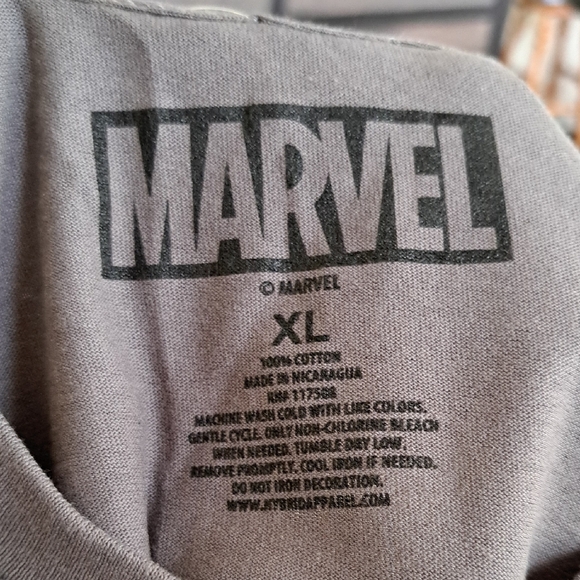 MARVEL
© MARVEL
XL
100% COTTON
MADE IN NICARAGUA
RN# 117508
MACHINE WASH COLD WITH LIKE COLORS.
GENTLE CYCLE. ONLY NON-CHLORINE BLEACH
WHEN NEEDED. TUMBLE DRY LOW.
REMOVE PROMPTLY. COOL IRON IF NEEDED.
DO NOT IRON DECORATION.
WWW.HYBRIDAPPAREL.COM